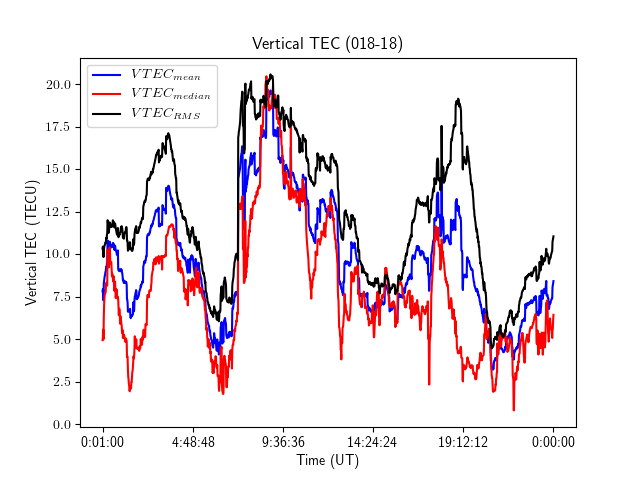 Vertical TEC (018-18)
VTEC_mean
VTEC_median
VTEC_RMS
Vertical TEC (TECU)
20.0
17.5
15.0
12.5
10.0
7.5
5.0
2.5
0.0
0:01:00 4:48:48 9:36:36 14:24:24 19:12:12 0:00:00
Time (UT)